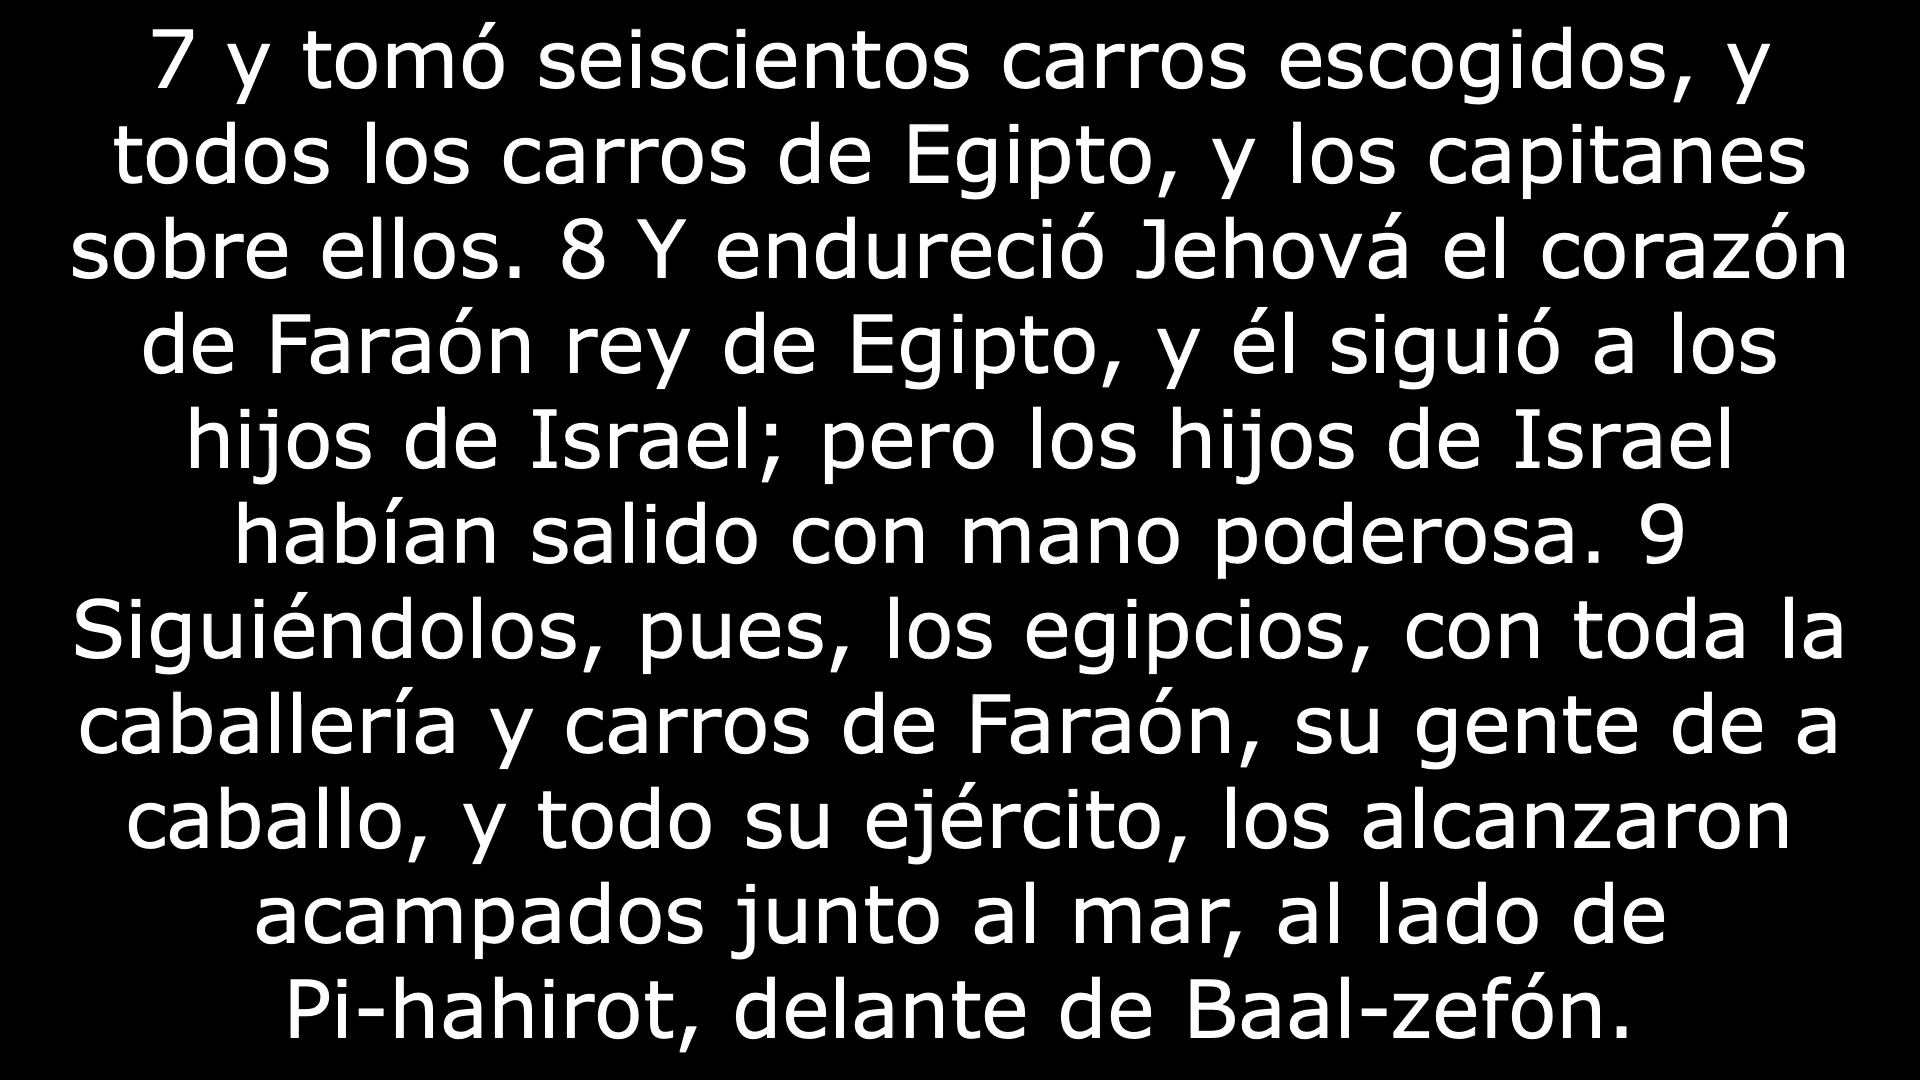 7 y tomó seiscientos carros escogidos, y
todos los carros de Egipto, y los capitanes
sobre ellos. 8 Y endureció Jehová el corazón
de Faraón rey de Egipto, y él siguió a los
hijos de Israel; pero los hijos de Israel
habían salido con mano poderosa. 9
Siguiéndolos, pues, los egipcios, con toda la
caballería y carros de Faraón, su gente de a
caballo, y todo su ejército, los alcanzaron
acampados junto al mar, al lado de
Pi-hahirot, delante de Baal-zefón.